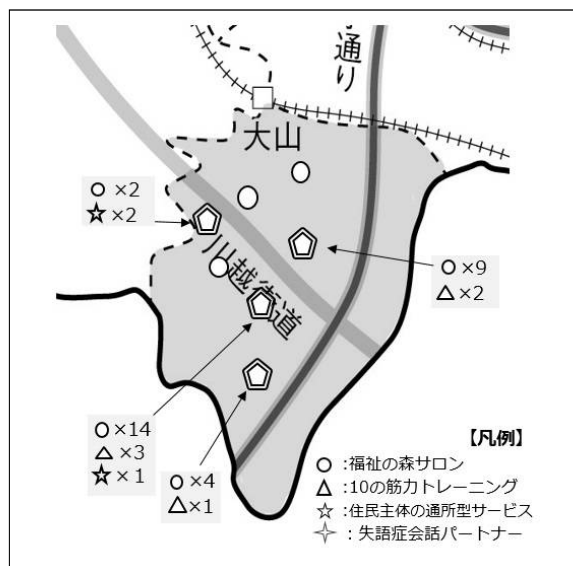 通り
大山
○ ×2
☆ ×2
川越街道
○ ×9
△ ×2
○ ×14
△ ×3
☆ ×1
○ ×4
△ ×1
【凡例】
○ :福祉の森サロン
△ :10の筋力トレーニング
☆ :住民主体の通所型サービス
✧ : 失語症会話パートナー